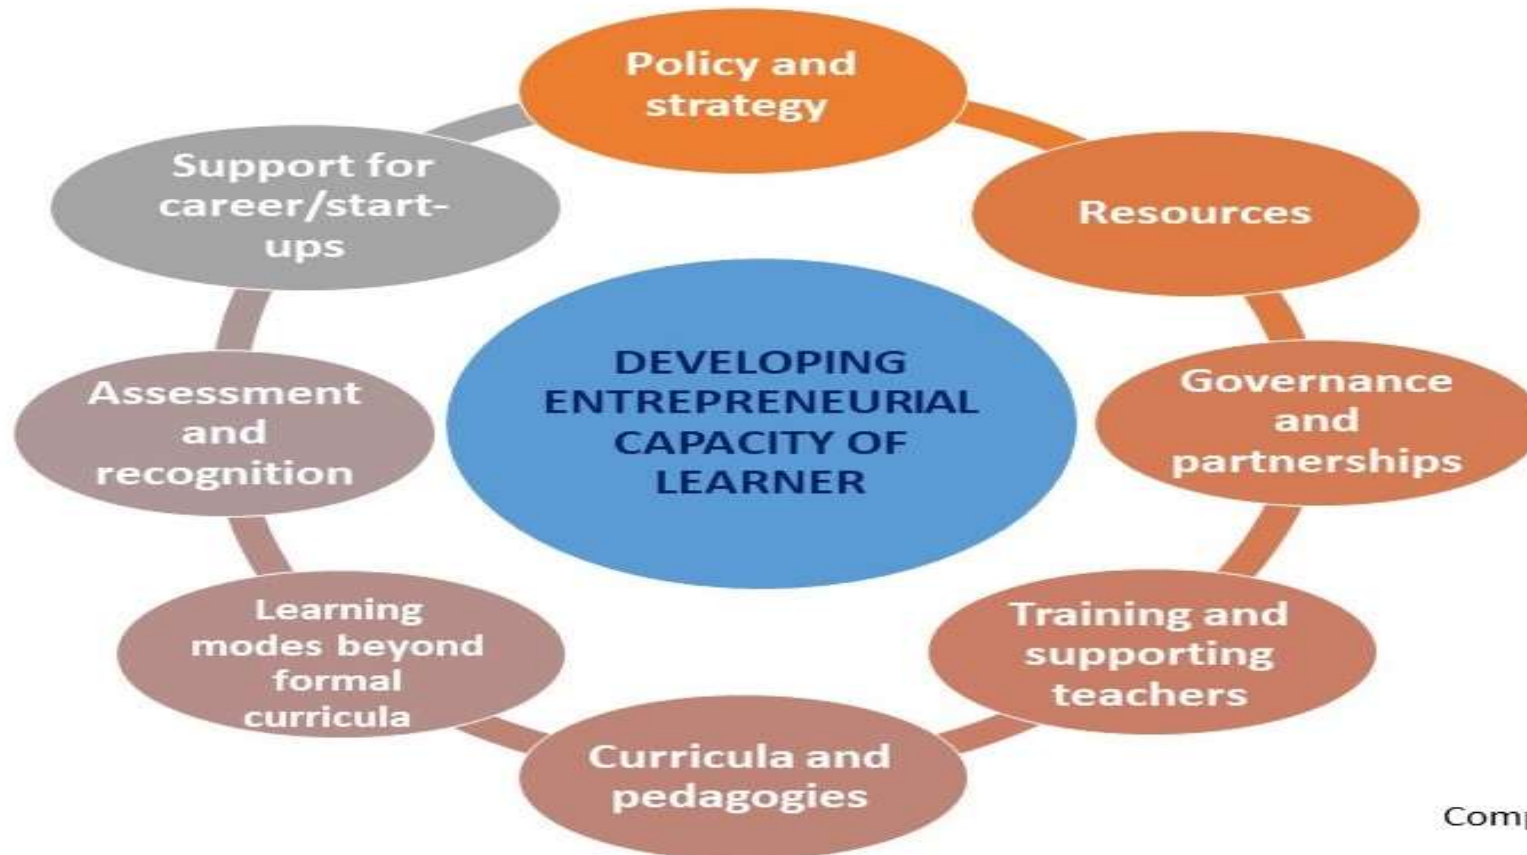 Policy and
strategy
Support for
career/start-
ups
Resources
DEVELOPING
ENTREPRENEURIAL
CAPACITY OF
LEARNER
Governance
and
partnerships
Assessment
and
recognition
Training and
supporting
teachers
Learning
modes beyond
formal
curricula
Curricula and
pedagogies